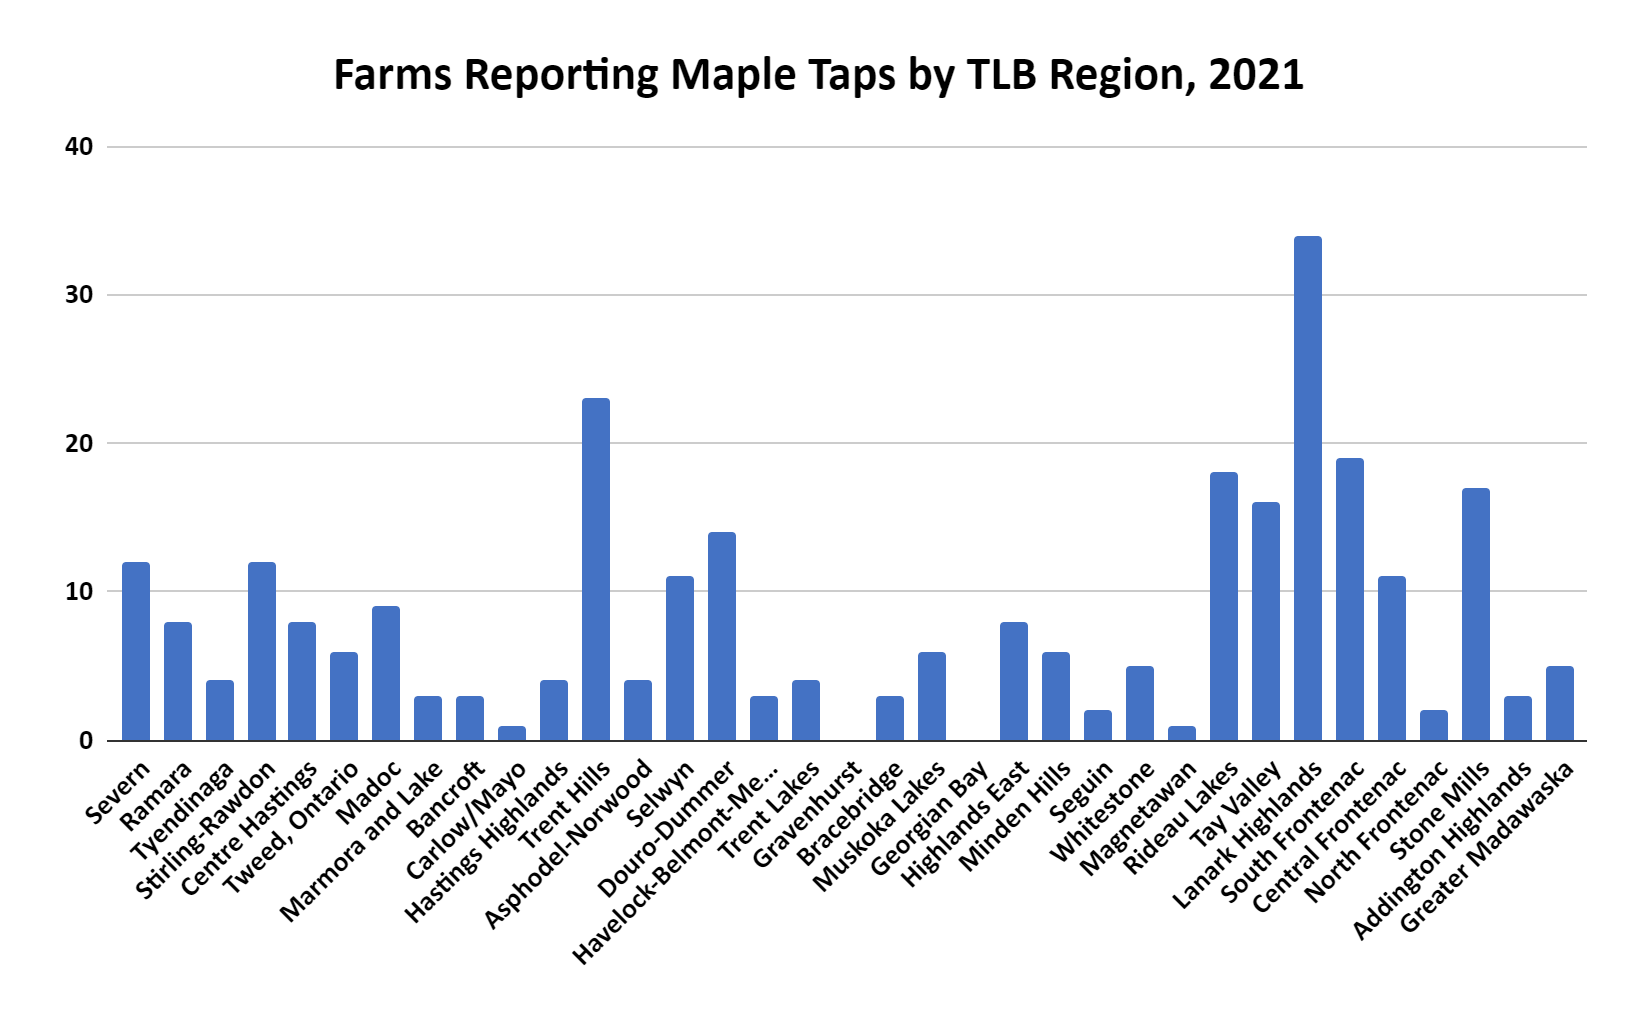 Farms Reporting Maple Taps by TLB Region, 2021
40
30
20
10
0
Severn
Ramara
Tyendinaga
Stirling-Rawdon
Centre Hastings
Tweed, Ontario
Madoc
Marmora and Lake
Bancroft
Carlow/Mayo
Hastings Highlands
Trent Hills
Asphodel-Norwood
Selwyn
Douro-Dummer
Havelock-Belmont-Me...
Trent Lakes
Gravenhurst
Bracebridge
Muskoka Lakes
Georgian Bay
Highlands East
Minden Hills
Seguin
Whitestone
Magnetawan
Rideau Lakes
Tay Valley
Lanark Highlands
South Frontenac
Central Frontenac
North Frontenac
Stone Mills
Addington Highlands
Greater Madawaska